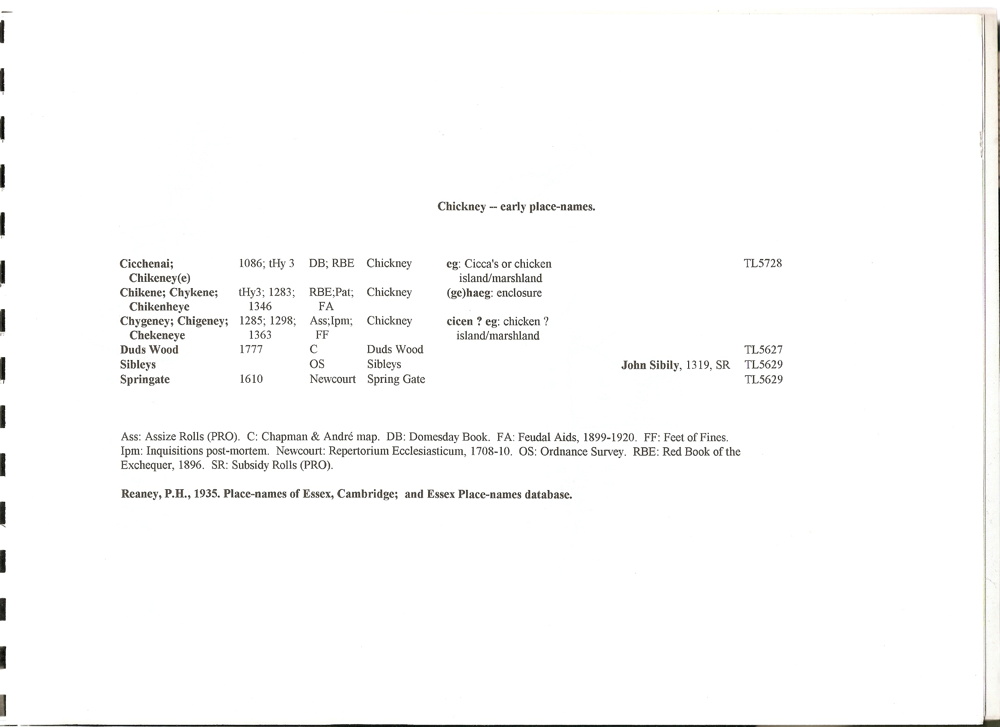 Chickney -- early place-names.
Cicchenai; 1086; tHy 3 DB; RBE Chickney eg: Cicca's or chicken TL5728
Chikeney(e) island/marshland
Chikene; Chykene; tHy3; 1283; RBE;Pat; Chickney (ge)haeg: enclosure
Chikenheye 1346 FA
Chygeney; Chigeney; 1285; 1298; Ass;Ipm; Chickney cicen ? eg: chicken ?
Chekeneye 1363 FF island/marshland
Duds Wood 1777 C Duds Wood TL5627
Sibleys OS Sibleys John Sibily, 1319, SR TL5629
Springate 1610 Newcourt Spring Gate TL5629
Ass: Assize Rolls (PRO). C: Chapman & André map. DB: Domesday Book. FA: Feudal Aids, 1899-1920. FF: Feet of Fines.
Ipm: Inquisitions post-mortem. Newcourt: Repertorium Ecclesiasticum, 1708-10. OS: Ordnance Survey. RBE: Red Book of the
Exchequer, 1896. SR: Subsidy Rolls (PRO).
Reaney, P.H., 1935. Place-names of Essex, Cambridge; and Essex Place-names database.